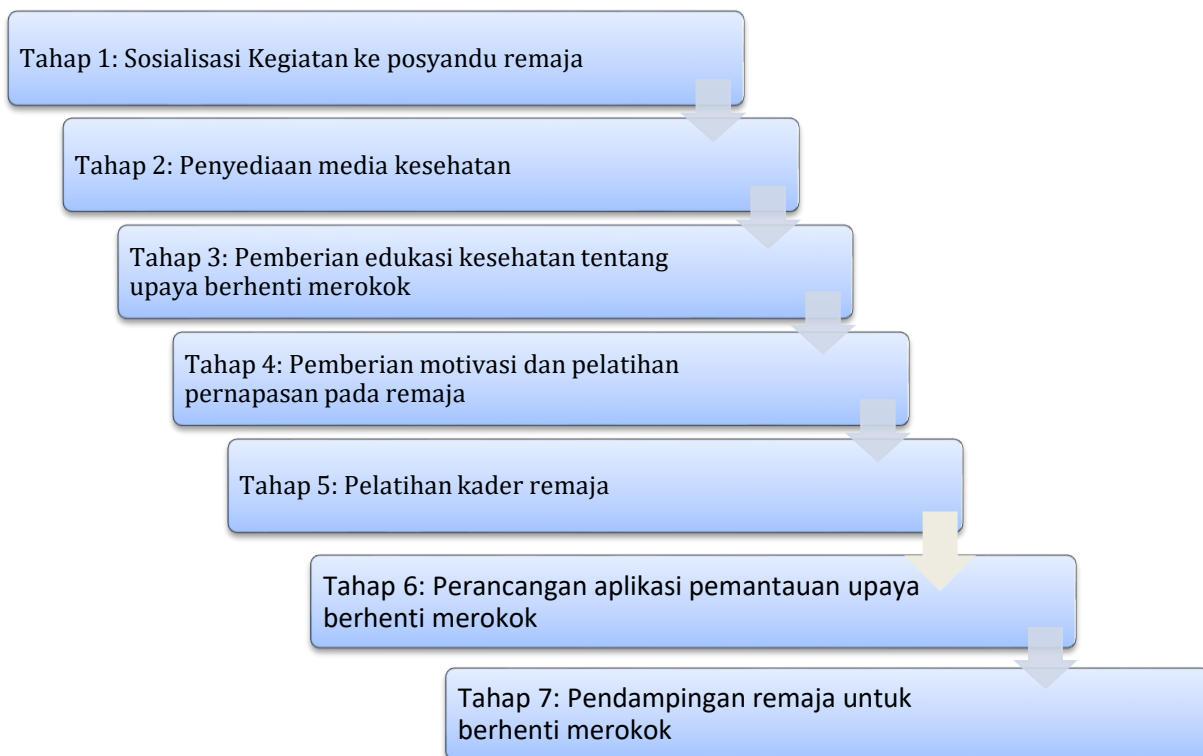 Tahap 1: Sosialisasi Kegiatan ke posyandu remaja
Tahap 2: Penyediaan media kesehatan
Tahap 3: Pemberian edukasi kesehatan tentang
upaya berhenti merokok
Tahap 4: Pemberian motivasi dan pelatihan
pernapasan pada remaja
Tahap 5: Pelatihan kader remaja
Tahap 6: Perancangan aplikasi pemantauan upaya
berhenti merokok
Tahap 7: Pendampingan remaja untuk
berhenti merokok